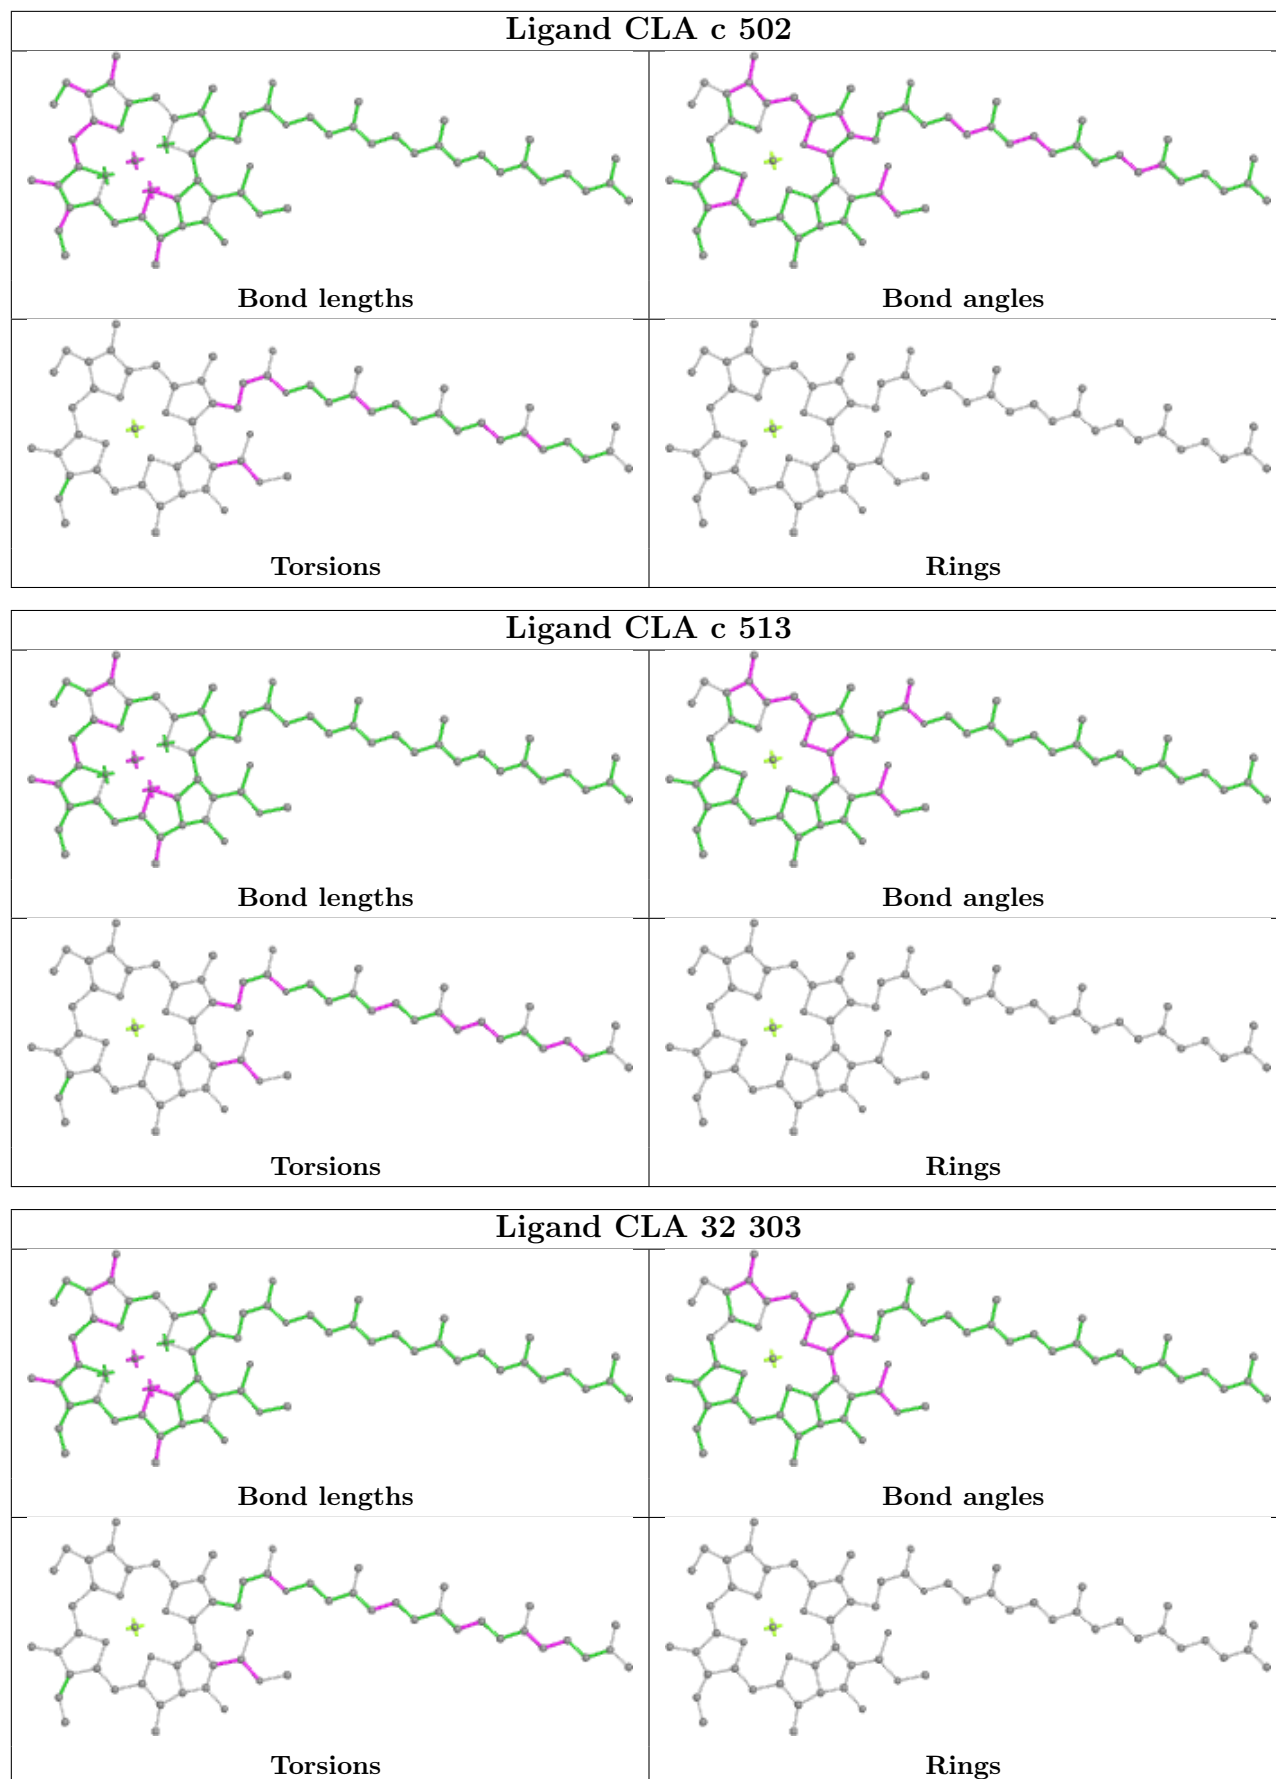 Ligand CLA c 502
Bond lengths
Bond angles
Torsions
Rings
Ligand CLA c 513
Bond lengths
Bond angles
Torsions
Rings
Ligand CLA 32 303
Bond lengths
Bond angles
Torsions
Rings